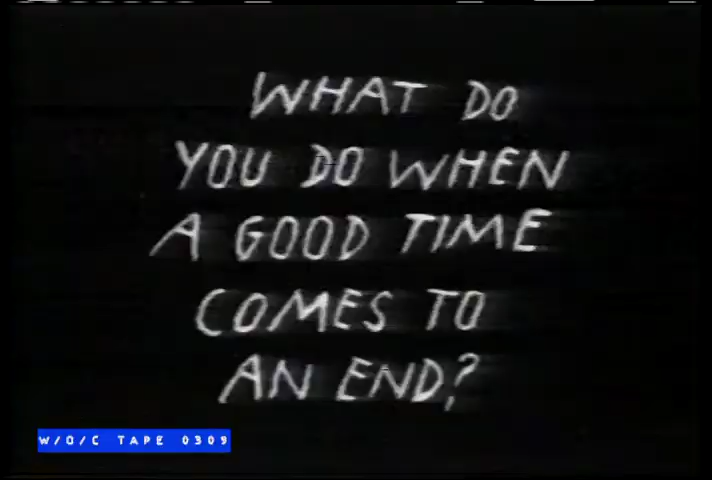 WHAT DO
YOU DO WHEN
A GOOD TIME
COMES TO
AN END?
W/O/C TAPE 0309